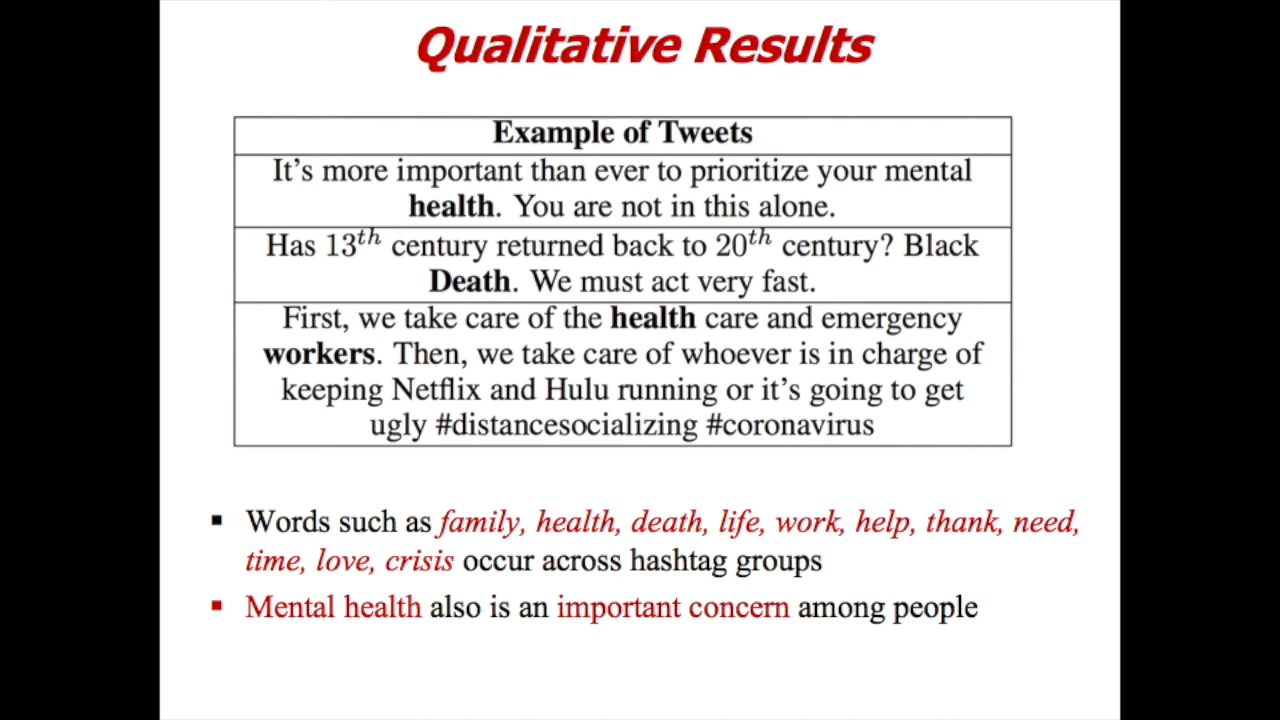 Qualitative Results
Example of Tweets
It's more important than ever to prioritize your mental
health. You are not in this alone.
Has 13th century returned back to 20th century? Black
Death. We must act very fast.
First, we take care of the health care and emergency
workers. Then, we take care of whoever is in charge of
keeping Netflix and Hulu running or it's going to get
ugly #distancesocializing #coronavirus
▪ Words such as family, health, death, life, work, help, thank, need,
time, love, crisis occur across hashtag groups
▪ Mental health also is an important concern among people